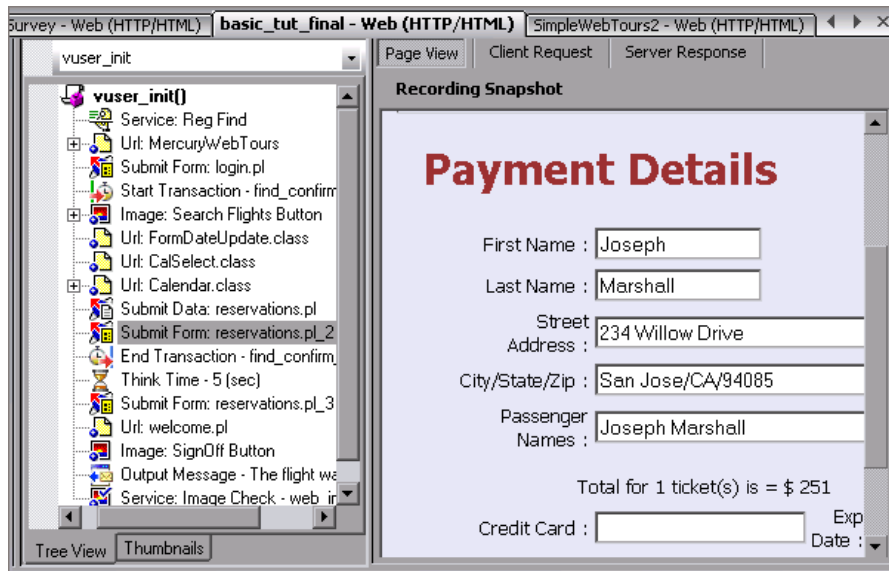 Survey - Web (HTTP/HTML)
basic_tut_final - Web (HTTP/HTML)
SimpleWebTours2 - Web (HTTP/HTML)
vuser_init
vuser_init()
Service: Reg Find
Url: MercuryWebTours
Submit Form: login.pl
Start Transaction - find_confirm
Image: Search Flights Button
Url: FormDateUpdate.class
Url: CalSelect.class
Url: Calendar.class
Submit Data: reservations.pl
Submit Form: reservations.pl_2
End Transaction - find_confirm_
Think Time - 5 (sec)
Submit Form: reservations.pl_3
Url: welcome.pl
Image: SignOff Button
Output Message - The flight wa
Service: Image Check - web_ir
Tree View
Thumbnails
Page View
Client Request
Server Response
Recording Snapshot
Payment Details
First Name : Joseph
Last Name : Marshall
Street
Address : 234 Willow Drive
City/State/Zip : San Jose/CA/94085
Passenger
Names : Joseph Marshall
Total for 1 ticket(s) is = $ 251
Credit Card :
Exp
Date :